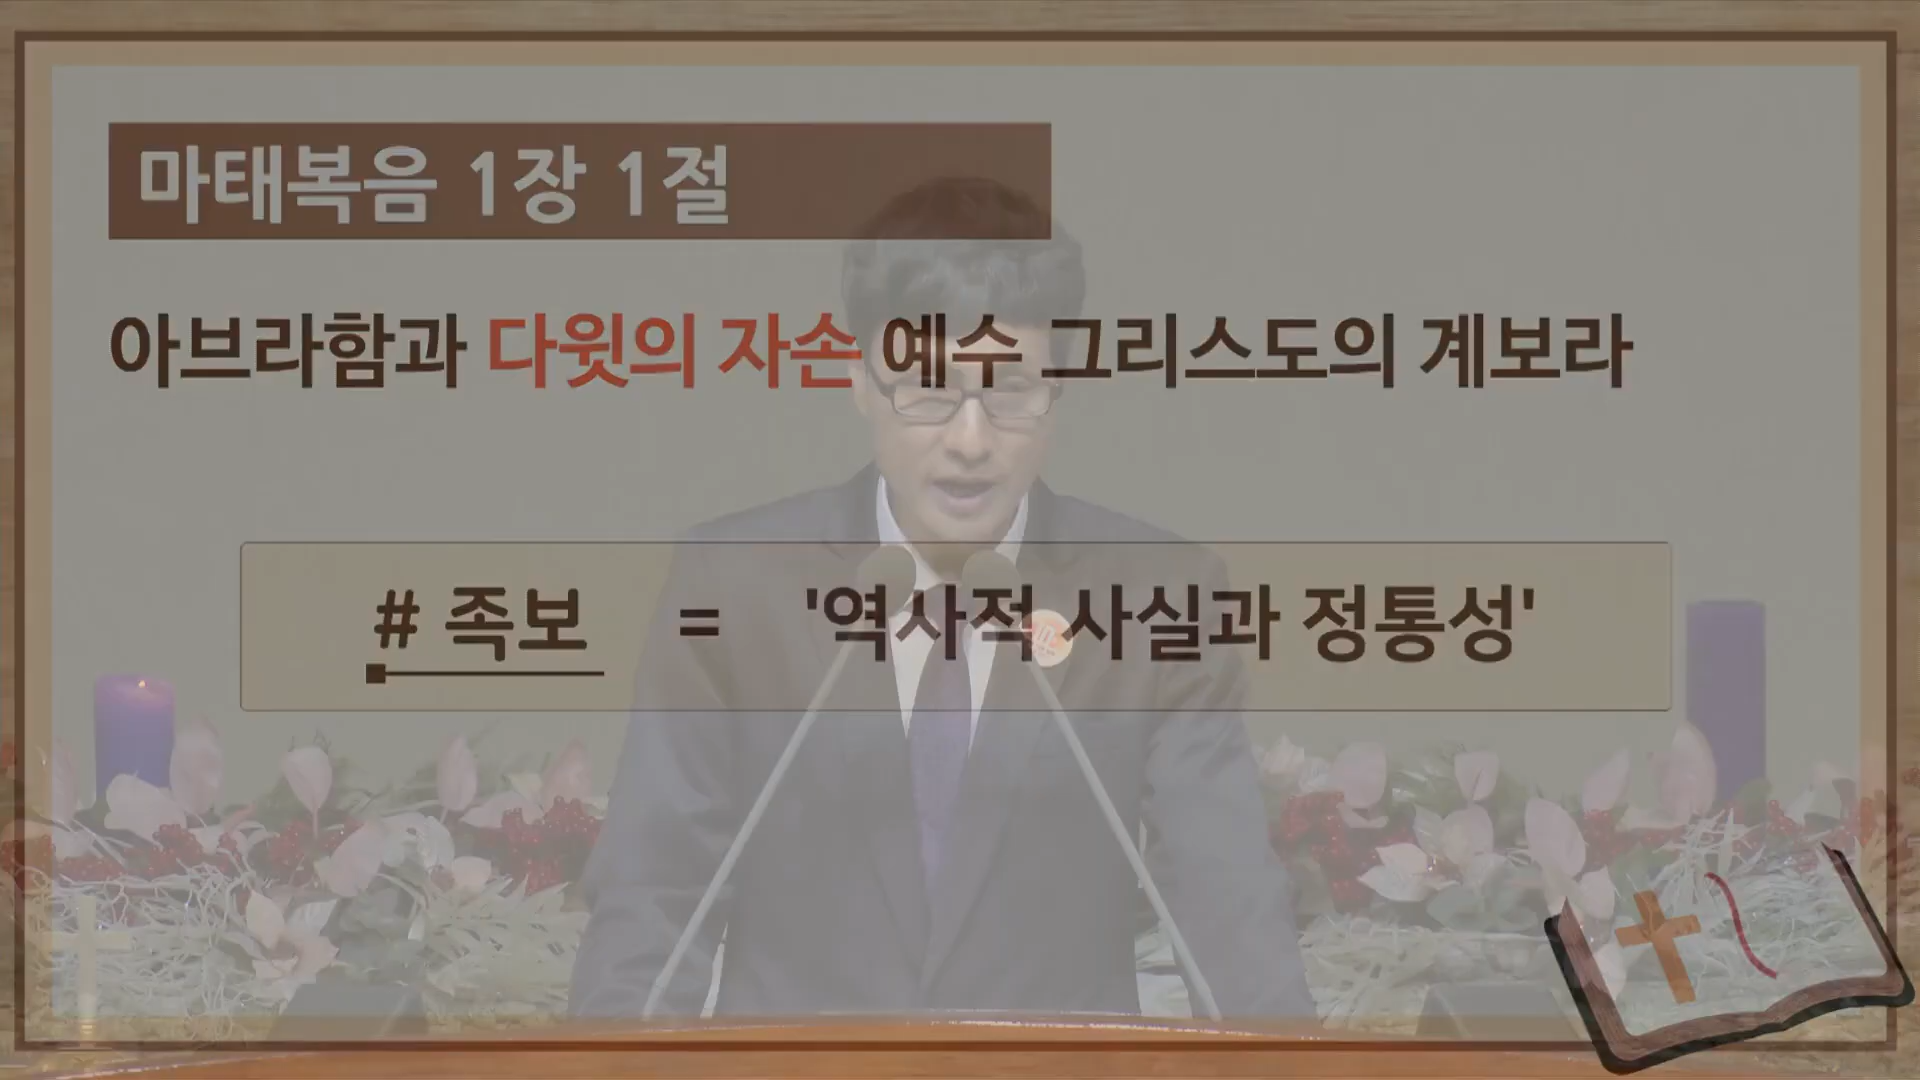 마태복음 1장 1절
아브라함과 다윗의 자손 예수 그리스도의 계보라
# 족보 = '역사적 사실과 정통성'